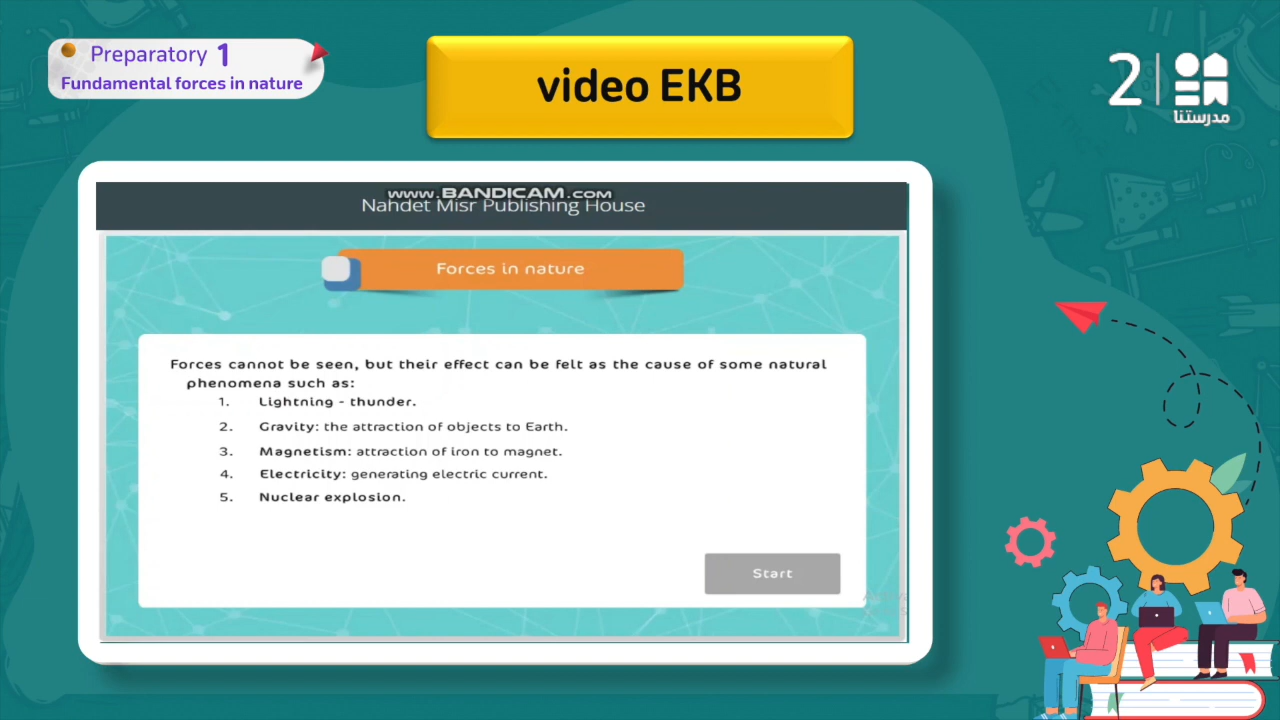 Preparatory 1
Fundamental forces in nature
video EKB
2
مدرستنا
www.BANDICAM.com
Nahdet Misr Publishing House
Forces in nature
Forces cannot be seen, but their effect can be felt as the cause of some natural
phenomena such as:
1. Lightning - thunder.
2. Gravity: the attraction of objects to Earth.
3. Magnetism: attraction of iron to magnet.
4. Electricity: generating electric current.
5. Nuclear explosion.
Start